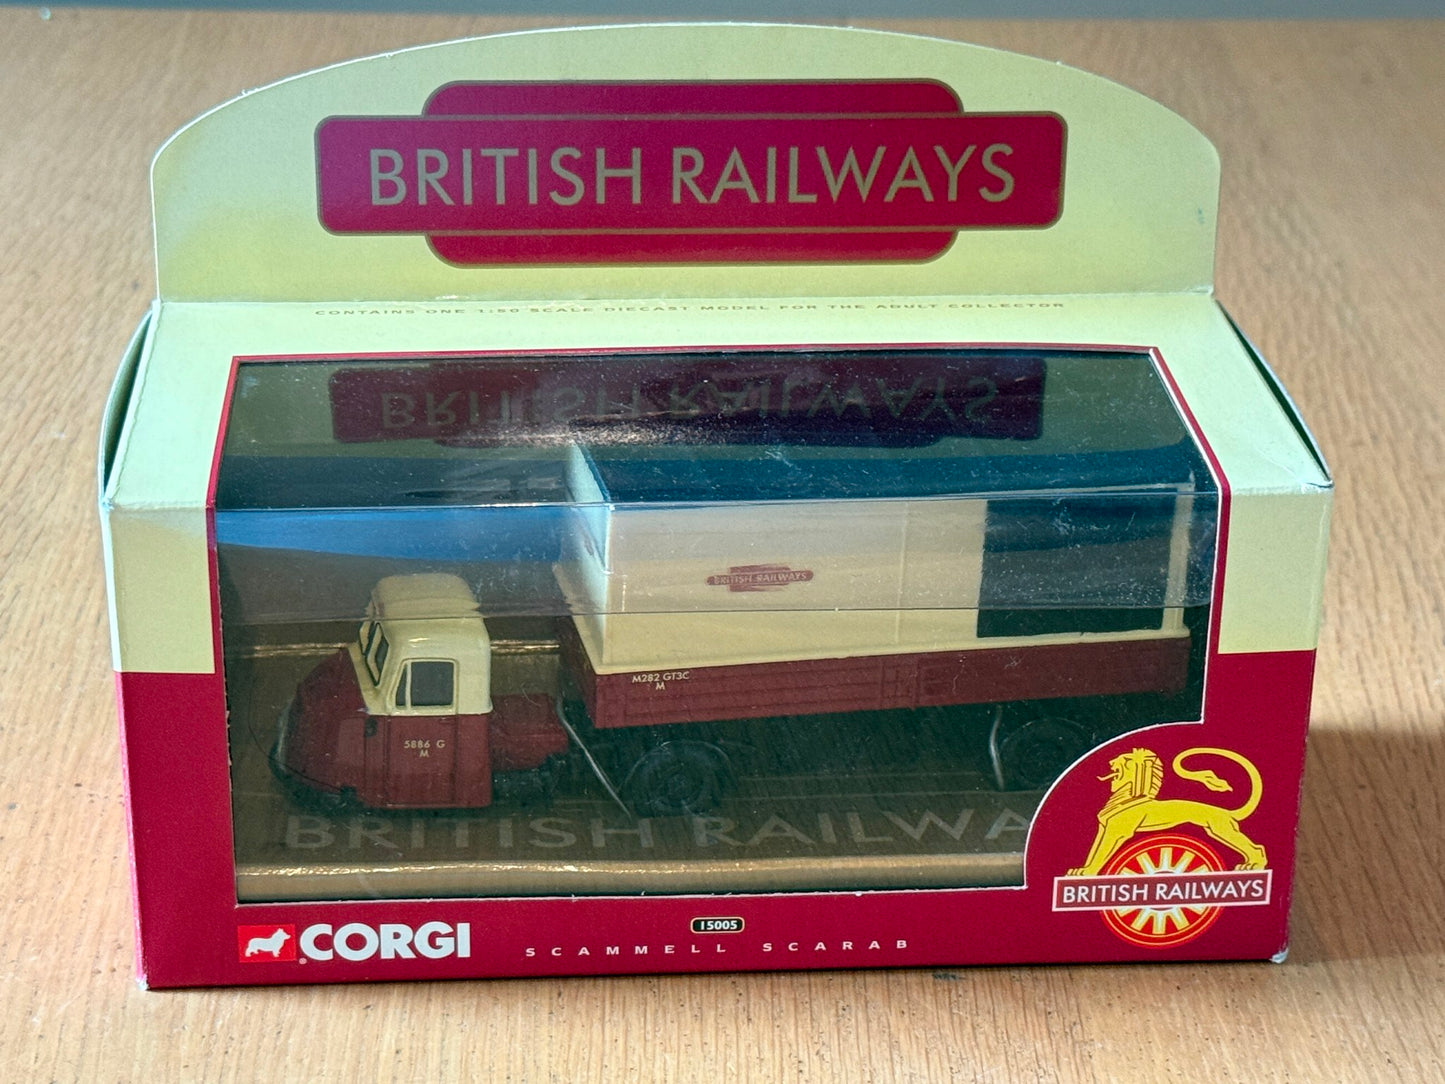 BRITISH RAILWAYS
CONTAINS ONE 1:50 SCALE DIECAST MODEL FOR THE ADULT COLLECTOR
BRITISH RAILWAYS
BRITISH RAILWAYS
M282 GT3C
M
5886 G
M
BRITISH RAILWA
BRITISH RAILWAYS
CORGI
15005
SCAMMELL SCARAB